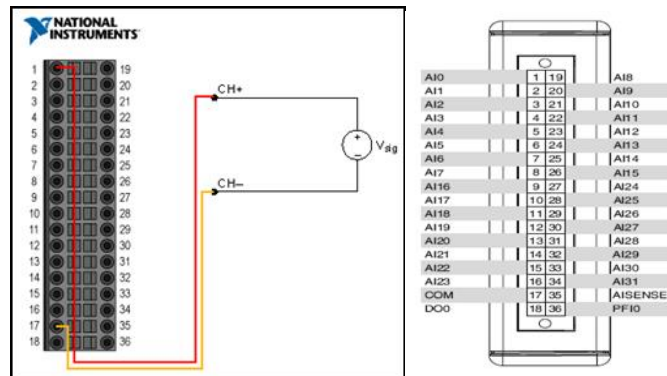 NATIONAL
INSTRUMENTS
1 19
2 20
3 21
4 22
5 23
6 24
7 25
8 26
9 27
10 28
11 29
12 30
13 31
14 32
15 33
16 34
17 35
18 36
CH+
+
Vsig
−
CH−
AI0 1 19 AI8
AI1 2 20 AI9
AI2 3 21 AI10
AI3 4 22 AI11
AI4 5 23 AI12
AI5 6 24 AI13
AI6 7 25 AI14
AI7 8 26 AI15
AI16 9 27 AI24
AI17 10 28 AI25
AI18 11 29 AI26
AI19 12 30 AI27
AI20 13 31 AI28
AI21 14 32 AI29
AI22 15 33 AI30
AI23 16 34 AI31
COM 17 35 AISENSE
DO0 18 36 PFI0